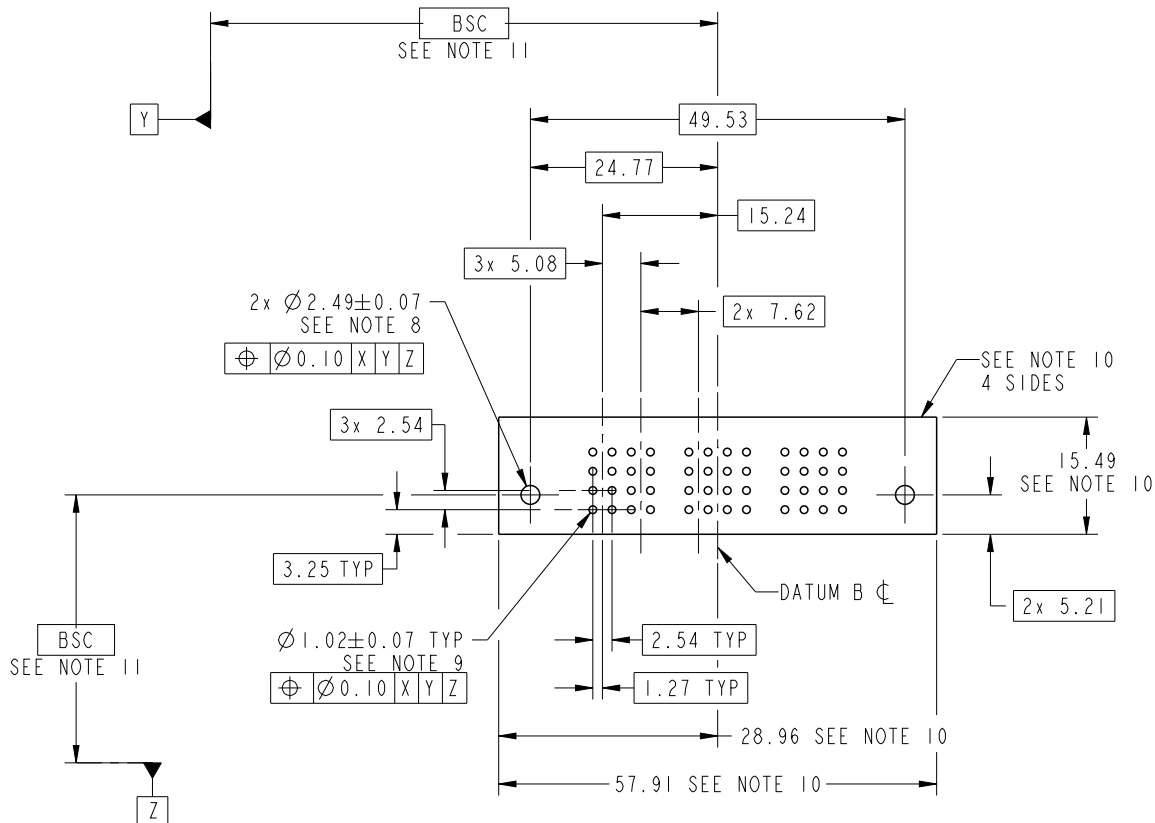 BSC
SEE NOTE 11
Y
49.53
24.77
15.24
3x 5.08
2x Ø2.49±0.07
SEE NOTE 8
2x 7.62
⌖ Ø0.10 X Y Z
SEE NOTE 10
4 SIDES
3x 2.54
15.49
SEE NOTE 10
3.25 TYP
DATUM B ℄
2x 5.21
BSC
SEE NOTE 11
Ø1.02±0.07 TYP
SEE NOTE 9
2.54 TYP
⌖ Ø0.10 X Y Z
1.27 TYP
28.96 SEE NOTE 10
57.91 SEE NOTE 10
Z